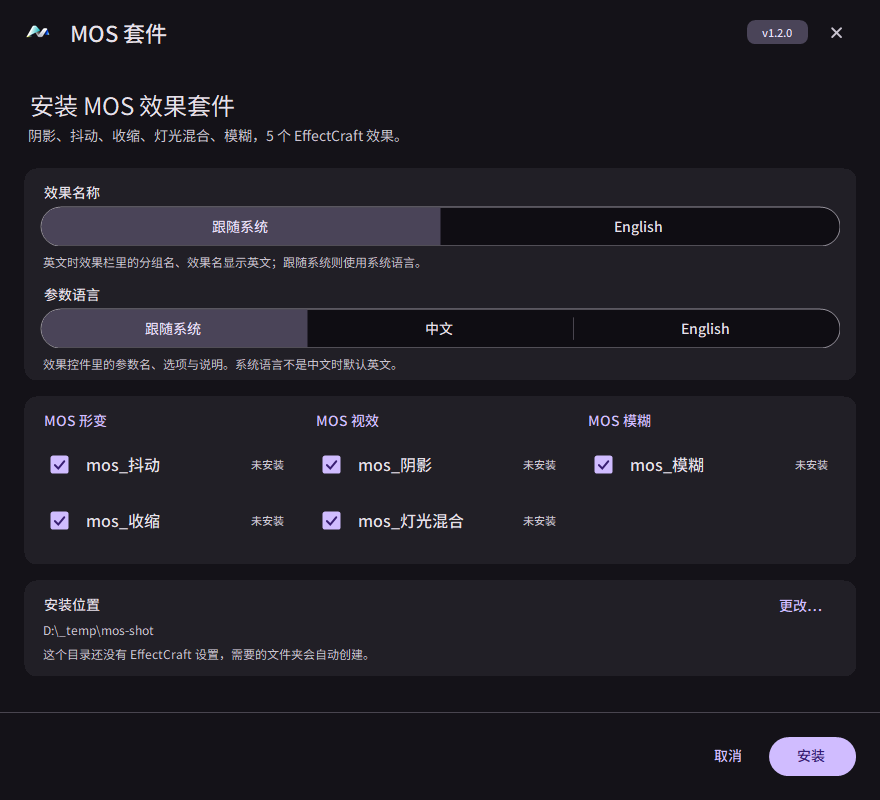 MOS 套件
v1.2.0
安装 MOS 效果套件
阴影、抖动、收缩、灯光混合、模糊，5 个 EffectCraft 效果。
效果名称
跟随系统
English
英文时效果栏里的分组名、效果名显示英文；跟随系统则使用系统语言。
参数语言
跟随系统
中文
English
效果控件里的参数名、选项与说明。系统语言不是中文时默认英文。
MOS 形变
MOS 视效
MOS 模糊
mos_抖动
未安装
mos_阴影
未安装
mos_模糊
未安装
mos_收缩
未安装
mos_灯光混合
未安装
安装位置
更改...
D:\_temp\mos-shot
这个目录还没有 EffectCraft 设置，需要的文件夹会自动创建。
取消
安装